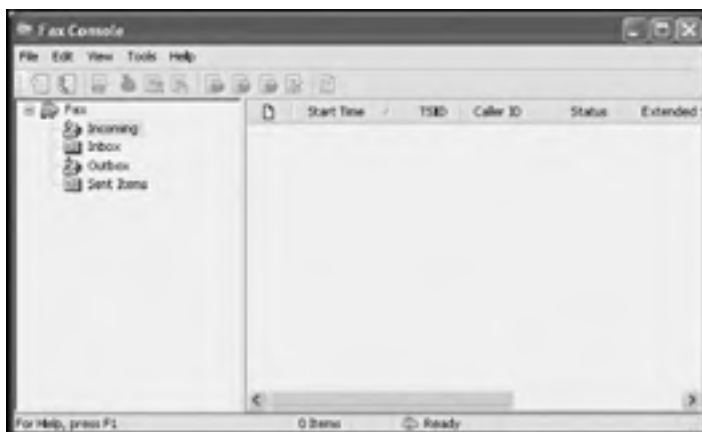 Fax Console
File Edit View Tools Help
Fax
Incoming
Inbox
Outbox
Sent Items
Start Time TSID Caller ID Status Extended
For Help, press F1 0 Items Ready